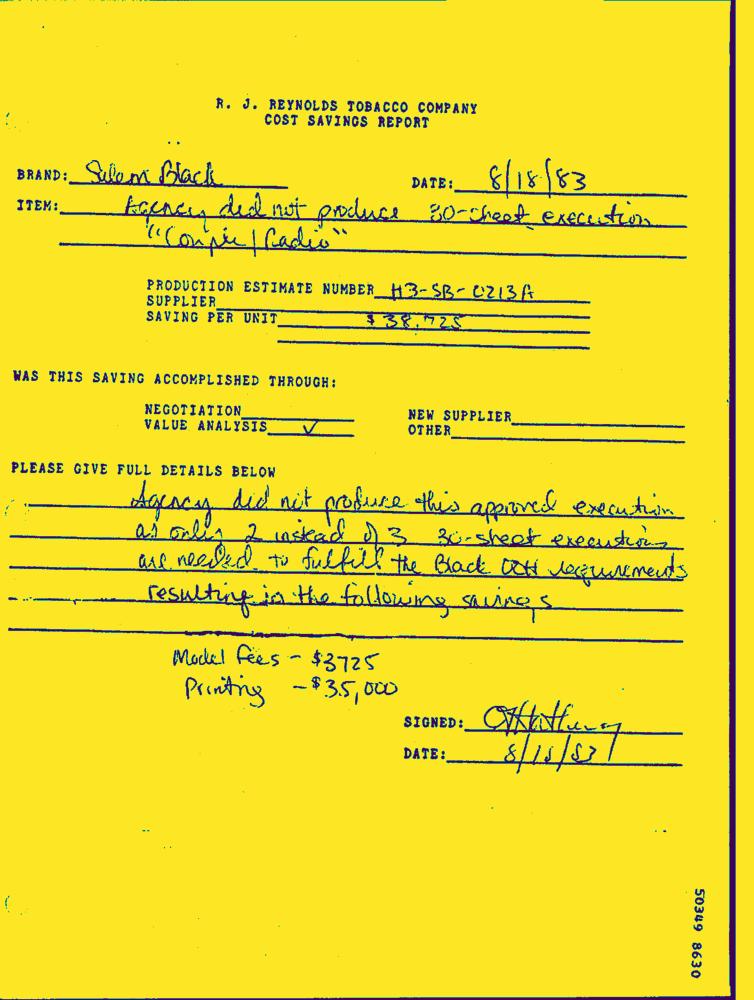 R. J. REYNOLDS TOBACCO COMPANY
COST SAVINGS REPORT
BRAND: Salem Black
DATE: 8/18/83
ITEM: Agency did not produce 30-sheet execution
"Couple/Radio"
PRODUCTION ESTIMATE NUMBER H3-SB-0213A
SUPPLIER
SAVING PER UNIT $38,725
WAS THIS SAVING ACCOMPLISHED THROUGH:
NEGOTIATION
NEW SUPPLIER
VALUE ANALYSIS ✓
OTHER
PLEASE GIVE FULL DETAILS BELOW
Agency did not produce this approved execution
as only 2 instead of 3 30-sheet executions
are needed to fulfill the Black OOH requirements
resulting in the following savings
Model Fees - $3725
Printing - $35,000
SIGNED:
DATE: 8/18/83
50349 8630